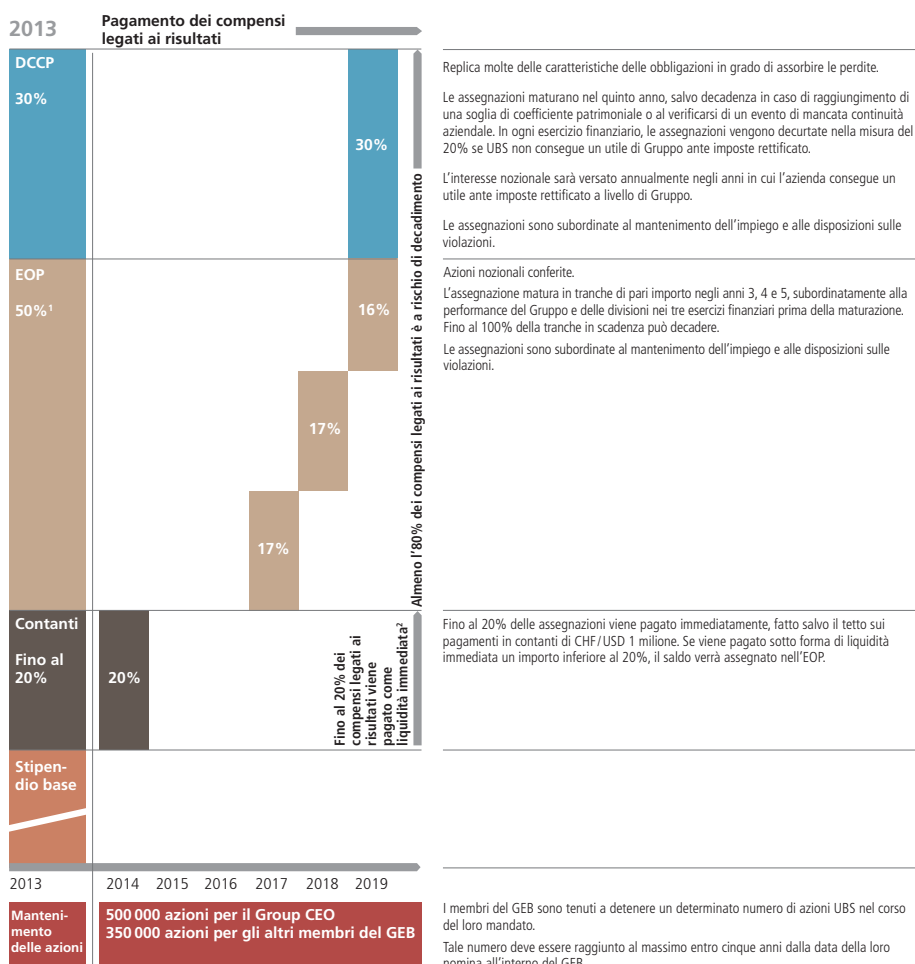 2013
Pagamento dei compensi
legati ai risultati
DCCP
30%
30%
Replica molte delle caratteristiche delle obbligazioni in grado di assorbire le perdite.
Le assegnazioni maturano nel quinto anno, salvo decadenza in caso di raggiungimento di
una soglia di coefficiente patrimoniale o al verificarsi di un evento di mancata continuità
aziendale. In ogni esercizio finanziario, le assegnazioni vengono decurtate nella misura del
20% se UBS non consegue un utile di Gruppo ante imposte rettificato.
L'interesse nozionale sarà versato annualmente negli anni in cui l'azienda consegue un
utile ante imposte rettificato a livello di Gruppo.
Le assegnazioni sono subordinate al mantenimento dell'impiego e alle disposizioni sulle
violazioni.
EOP
50%¹
16%
17%
17%
Almeno l'80% dei compensi legati ai risultati è a rischio di decadimento
Azioni nozionali conferite.
L'assegnazione matura in tranche di pari importo negli anni 3, 4 e 5, subordinatamente alla
performance del Gruppo e delle divisioni nei tre esercizi finanziari prima della maturazione.
Fino al 100% della tranche in scadenza può decadere.
Le assegnazioni sono subordinate al mantenimento dell'impiego e alle disposizioni sulle
violazioni.
Contanti
Fino al
20%
20%
Fino al 20% dei
compensi legati ai
risultati viene
pagato come
liquidità immediata²
Fino al 20% delle assegnazioni viene pagato immediatamente, fatto salvo il tetto sui
pagamenti in contanti di CHF/USD 1 milione. Se viene pagato sotto forma di liquidità
immediata un importo inferiore al 20%, il saldo verrà assegnato nell'EOP.
Stipen-
dio base
2013 2014 2015 2016 2017 2018 2019
Manteni-
mento
delle azioni
500 000 azioni per il Group CEO
350 000 azioni per gli altri membri del GEB
I membri del GEB sono tenuti a detenere un determinato numero di azioni UBS nel corso
del loro mandato.
Tale numero deve essere raggiunto al massimo entro cinque anni dalla data della loro
nomina all'interno del GEB.